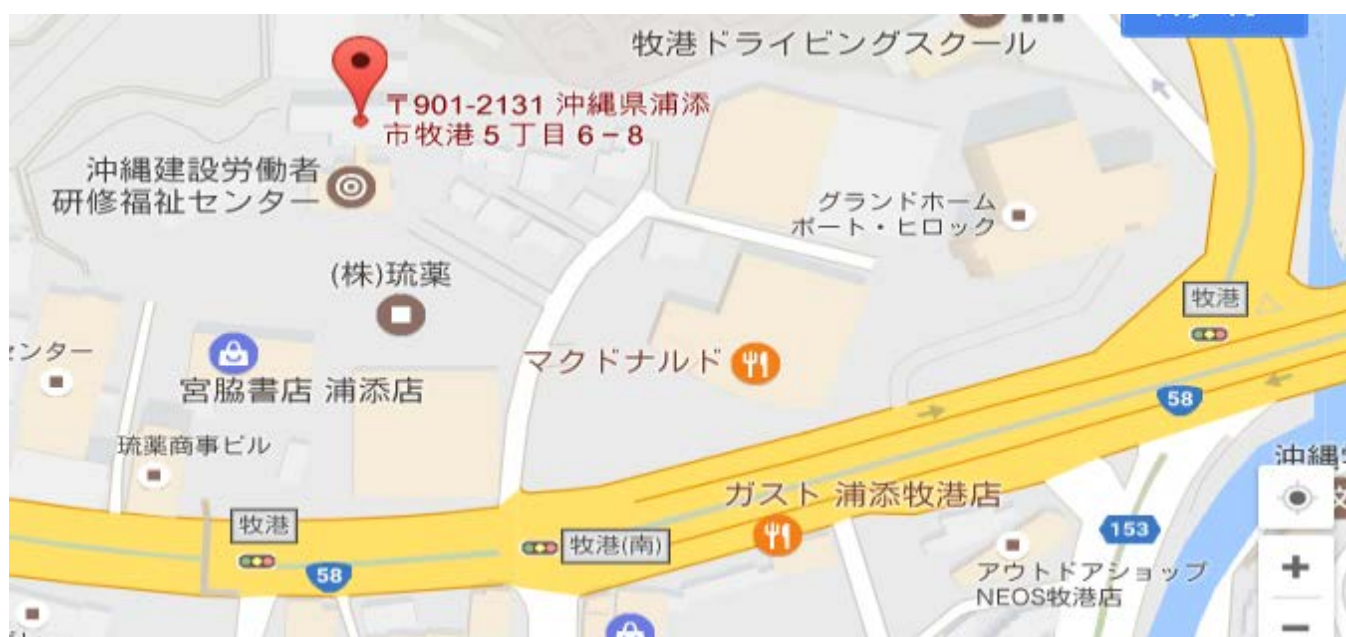 牧港ドライビングスクール
〒901-2131 沖縄県浦添
市牧港5丁目6-8
沖縄建設労働者
研修福祉センター
グランドホーム
ポート・ヒロック
(株)琉薬
牧港
センター
マクドナルド
宮脇書店 浦添店
58
琉薬商事ビル
沖縄
ガスト 浦添牧港店
牧港
牧港(南)
153
58
アウトドアショップ
NEOS牧港店